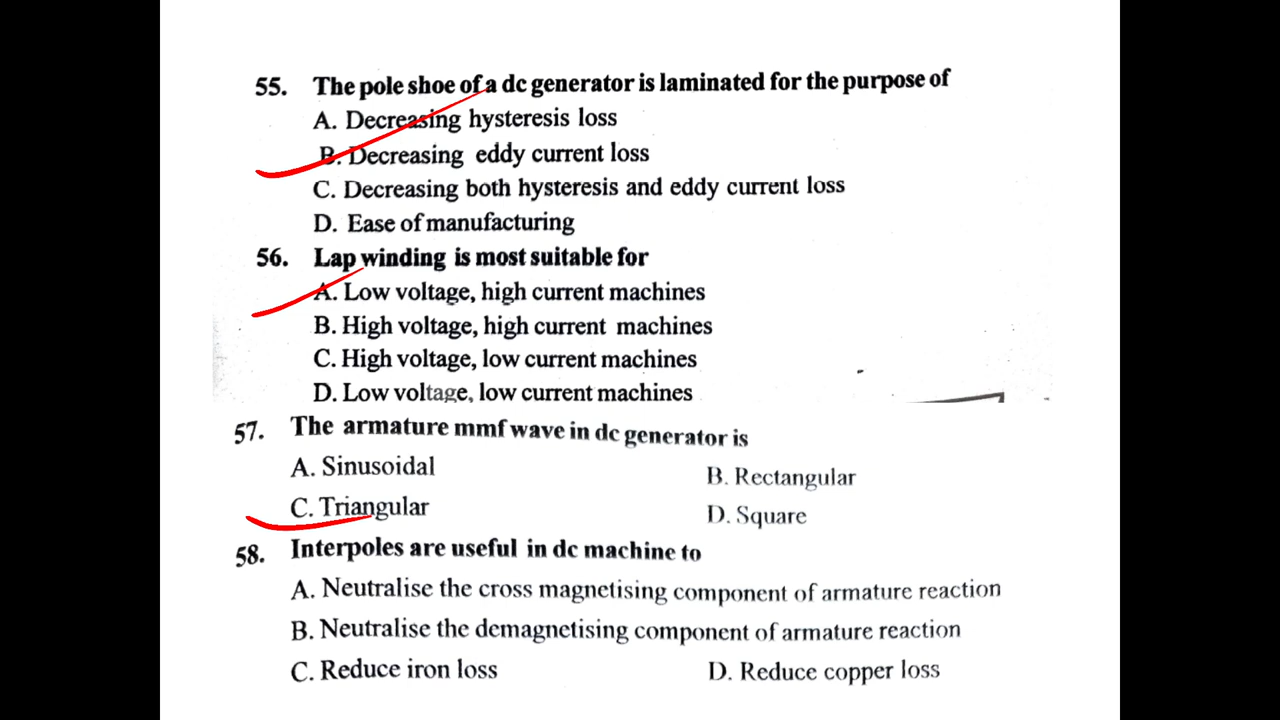 55. The pole shoe of a dc generator is laminated for the purpose of
A. Decreasing hysteresis loss
B. Decreasing eddy current loss
C. Decreasing both hysteresis and eddy current loss
D. Ease of manufacturing
56. Lap winding is most suitable for
A. Low voltage, high current machines
B. High voltage, high current machines
C. High voltage, low current machines
D. Low voltage, low current machines
57. The armature mmf wave in dc generator is
A. Sinusoidal B. Rectangular
C. Triangular D. Square
58. Interpoles are useful in dc machine to
A. Neutralise the cross magnetising component of armature reaction
B. Neutralise the demagnetising component of armature reaction
C. Reduce iron loss D. Reduce copper loss